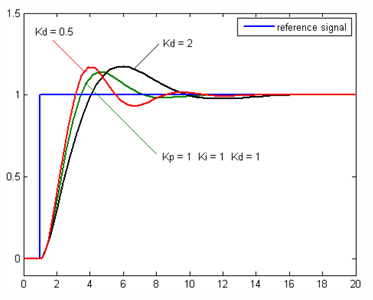 1.5
reference signal
Kd = 0.5
Kd = 2
1
Kp = 1 Ki = 1 Kd = 1
0.5
0
0 2 4 6 8 10 12 14 16 18 20